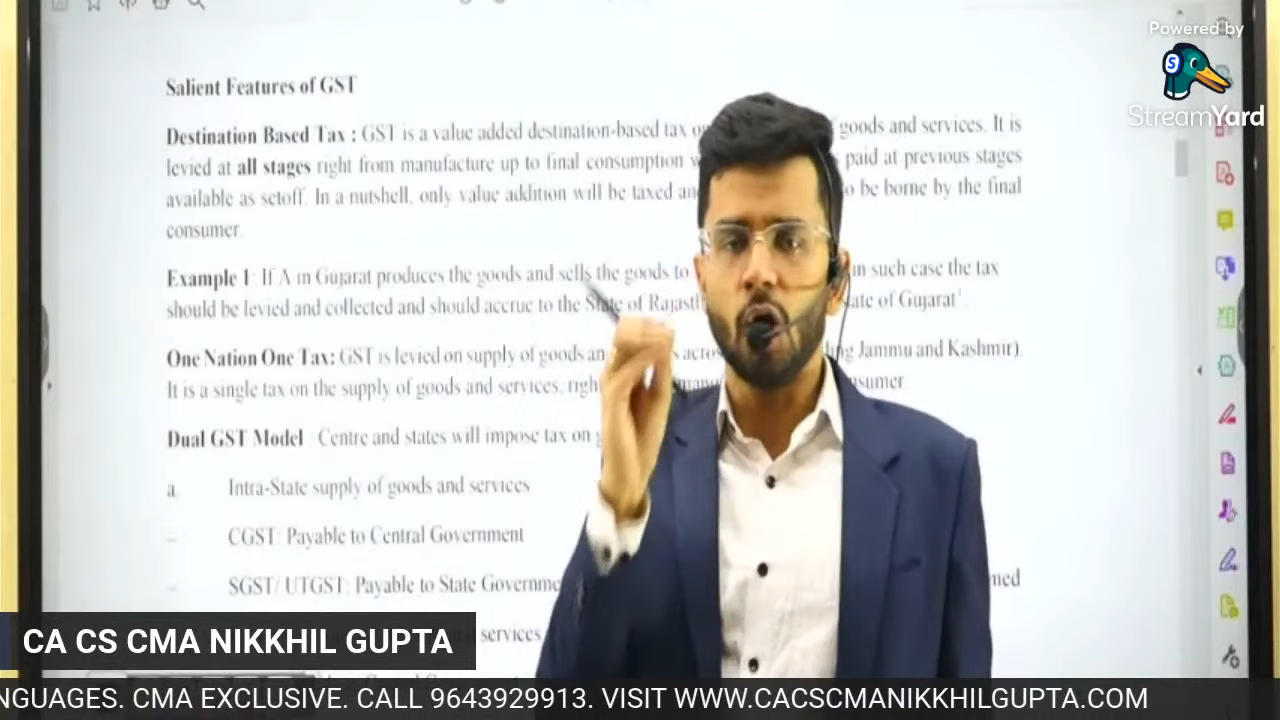 Powered by
StreamYard
Salient Features of GST
Destination Based Tax : GST is a value added destination-based tax goods and services. It is
levied at all stages right from manufacture up to final consumption paid at previous stages
available as setoff. In a nutshell, only value addition will be taxed be borne by the final
consumer.
Example 1: If A in Gujarat produces the goods and sells the goods to in such case the tax
should be levied and collected and should accrue to the State of of Gujarat'.
One Nation One Tax: GST is levied on supply of goods Jammu and Kashmir).
It is a single tax on the supply of goods and services,
Dual GST Model Centre and states will impose tax on
a. Intra-State supply of goods and services
– CGST: Payable to Central Government
– SGST/ UTGST: Payable to State
services
CA CS CMA NIKKHIL GUPTA
CMA EXCLUSIVE. CALL 9643929913. VISIT WWW.CACSCMANIKKHILGUPTA.COM